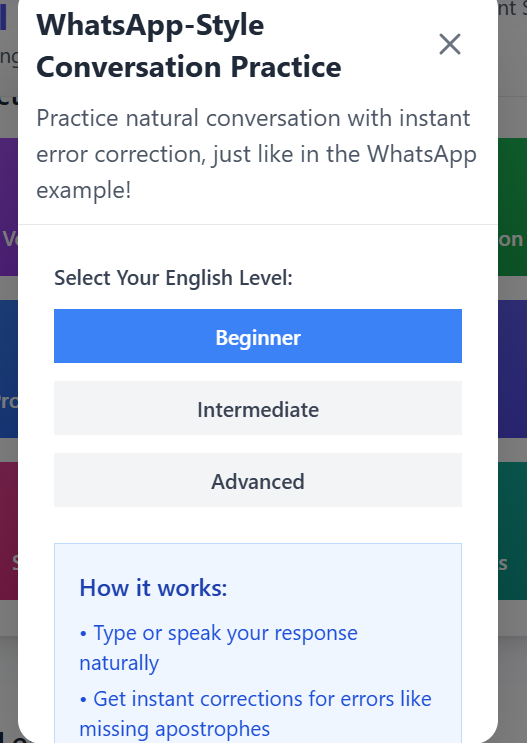 WhatsApp-Style
Conversation Practice
Practice natural conversation with instant
error correction, just like in the WhatsApp
example!
Select Your English Level:
Beginner
Intermediate
Advanced
How it works:
• Type or speak your response
naturally
• Get instant corrections for errors like
missing apostrophes